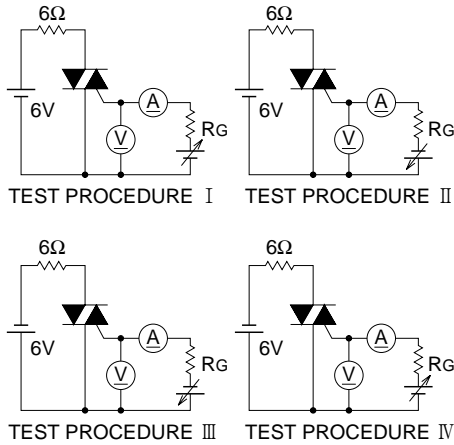 6Ω 6Ω
6V A V RG 6V A V RG
TEST PROCEDURE Ⅰ TEST PROCEDURE Ⅱ
6Ω 6Ω
6V A V RG 6V A V RG
TEST PROCEDURE Ⅲ TEST PROCEDURE Ⅳ